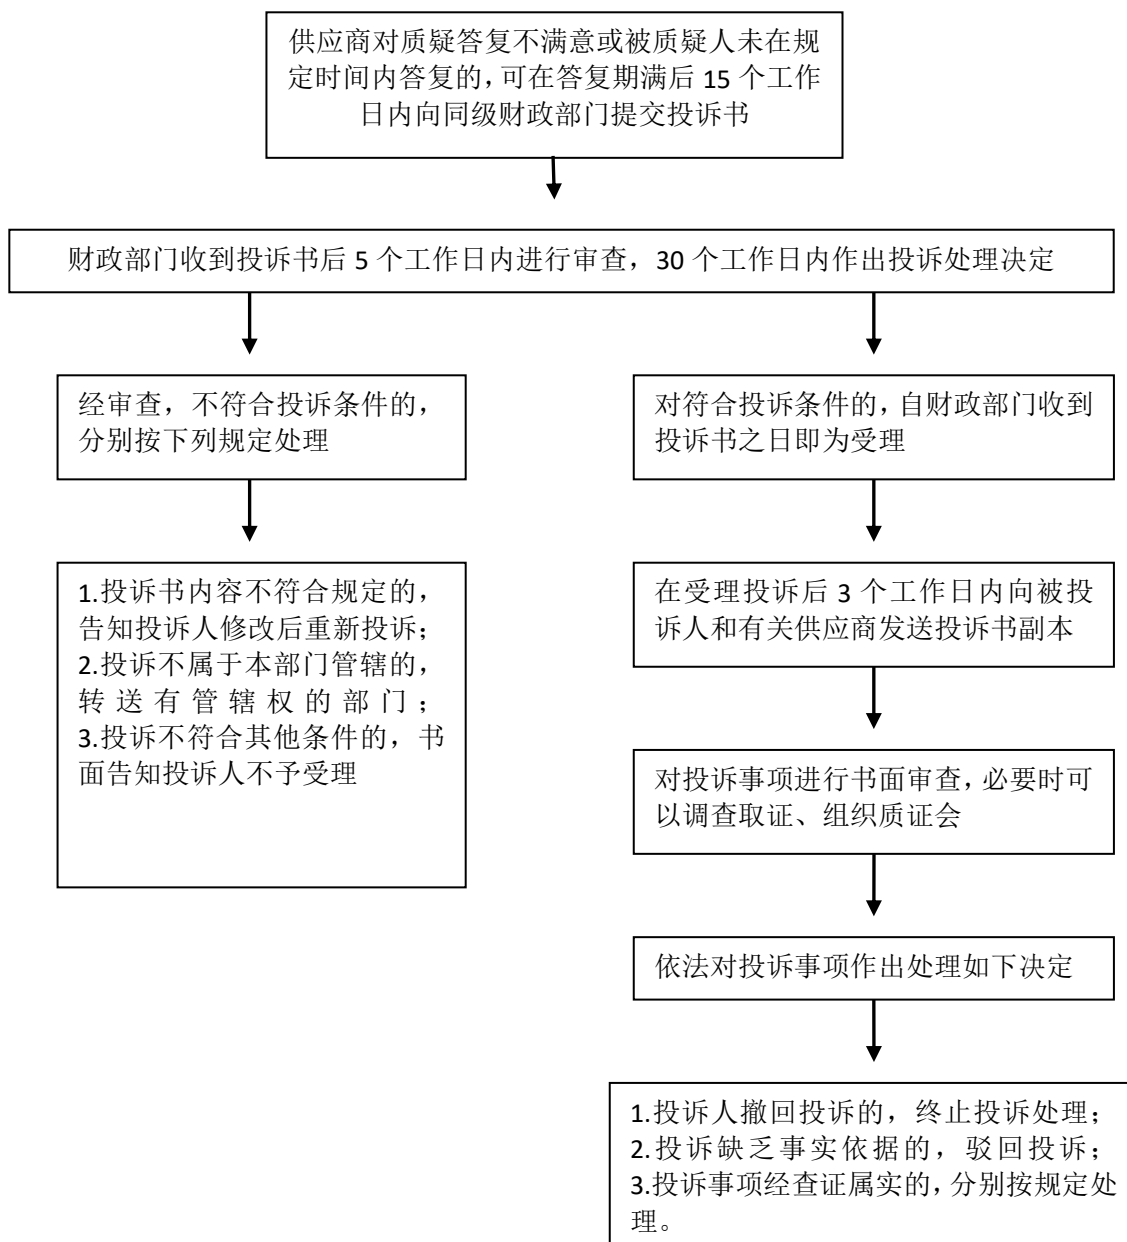 供应商对质疑答复不满意或被质疑人未在规
定时间内答复的，可在答复期满后 15 个工作
日内向同级财政部门提交投诉书
财政部门收到投诉书后 5 个工作日内进行审查，30 个工作日内作出投诉处理决定
经审查，不符合投诉条件的，
分别按下列规定处理
1.投诉书内容不符合规定的，
告知投诉人修改后重新投诉；
2.投诉不属于本部门管辖的，
转送有管辖权的部门；
3.投诉不符合其他条件的，书
面告知投诉人不予受理
对符合投诉条件的，自财政部门收到
投诉书之日即为受理
在受理投诉后 3 个工作日内向被投
诉人和有关供应商发送投诉书副本
对投诉事项进行书面审查，必要时可
以调查取证、组织质证会
依法对投诉事项作出处理如下决定
1.投诉人撤回投诉的，终止投诉处理；
2.投诉缺乏事实依据的，驳回投诉；
3.投诉事项经查证属实的，分别按规定处
理。